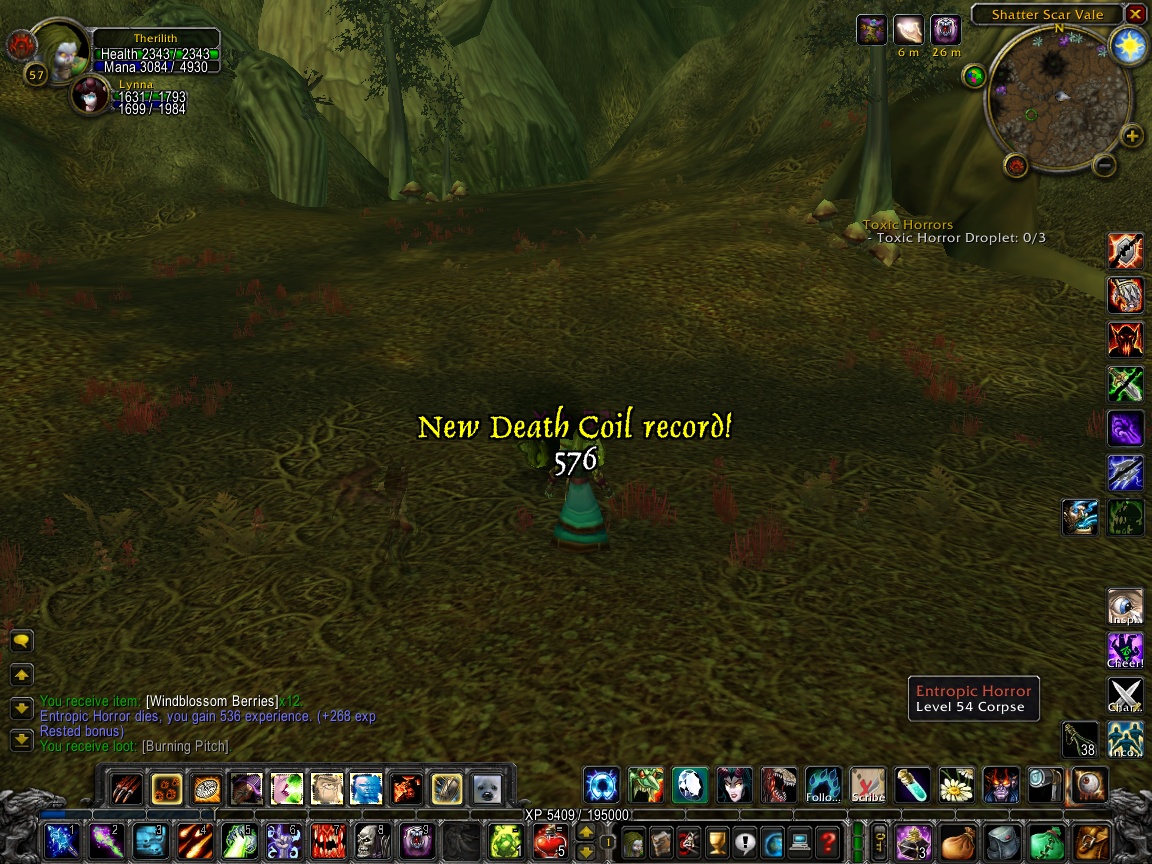 Therilith
Health 2343 / 2343
Mana 3084 / 4930
57
Lynna
1631 / 1793
1699 / 1984
6 m
26 m
Shatter Scar Vale
N
Toxic Horrors
- Toxic Horror Droplet: 0/3
New Death Coil record!
576
Inspi
Cheer!
Char..
38
Entropic Horror
Level 54 Corpse
You receive item: [Windblossom Berries]x12.
Entropic Horror dies, you gain 536 experience. (+268 exp
Rested bonus)
You receive loot: [Burning Pitch]
Follo...
Scribe
XP 5409 / 195000
1
2
3
4
5
6
7
8
9
5
1
13